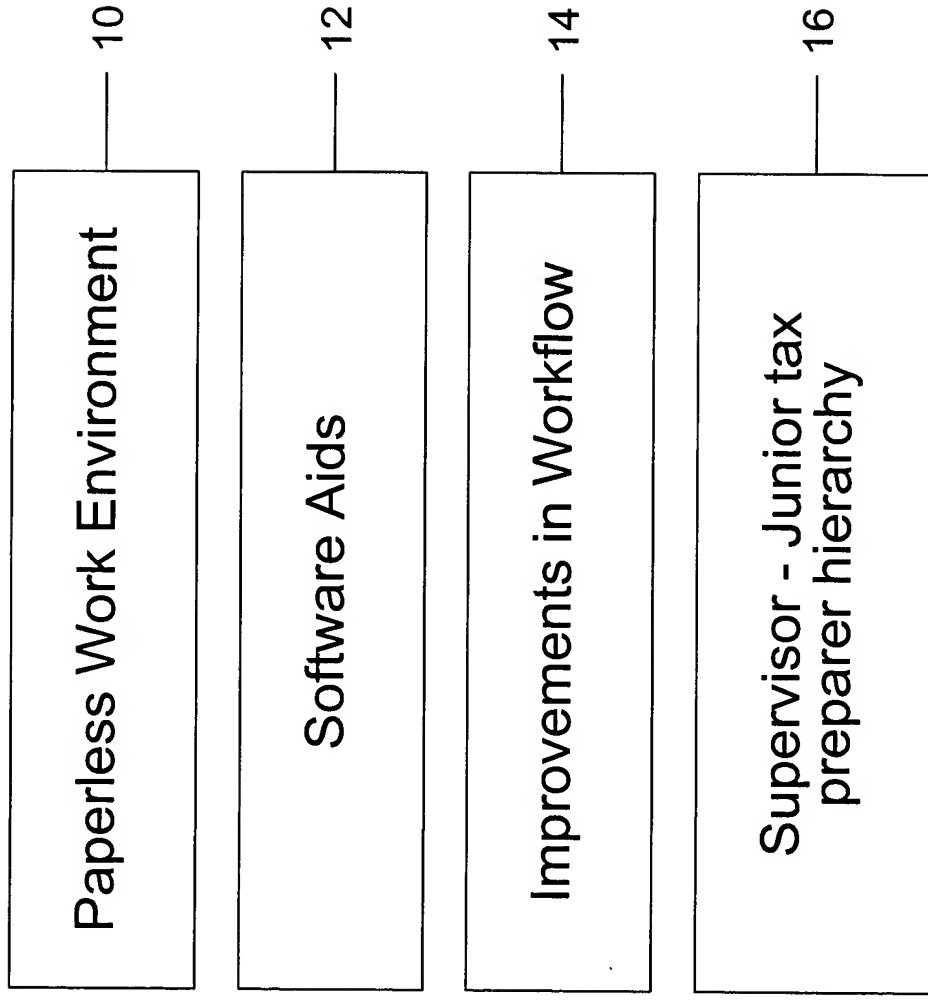 Paperless Work Environment
10
Software Aids
12
Improvements in Workflow
14
Supervisor - Junior tax
preparer hierarchy
16